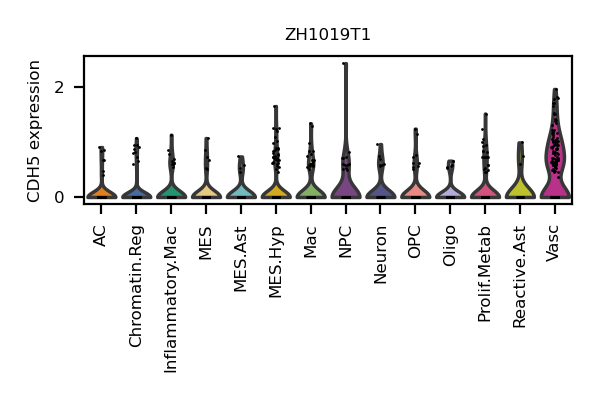 ZH1019T1
CDH5 expression
2
0
AC
Chromatin.Reg
Inflammatory.Mac
MES
MES.Ast
MES.Hyp
Mac
NPC
Neuron
OPC
Oligo
Prolif.Metab
Reactive.Ast
Vasc